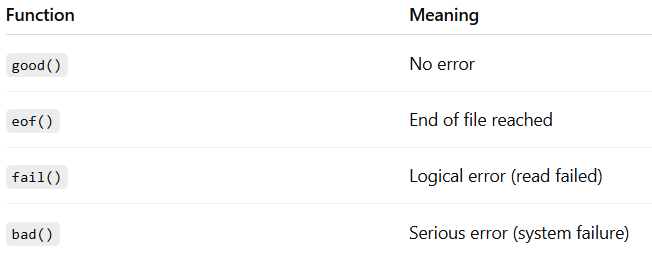 Function Meaning
good() No error
eof() End of file reached
fail() Logical error (read failed)
bad() Serious error (system failure)